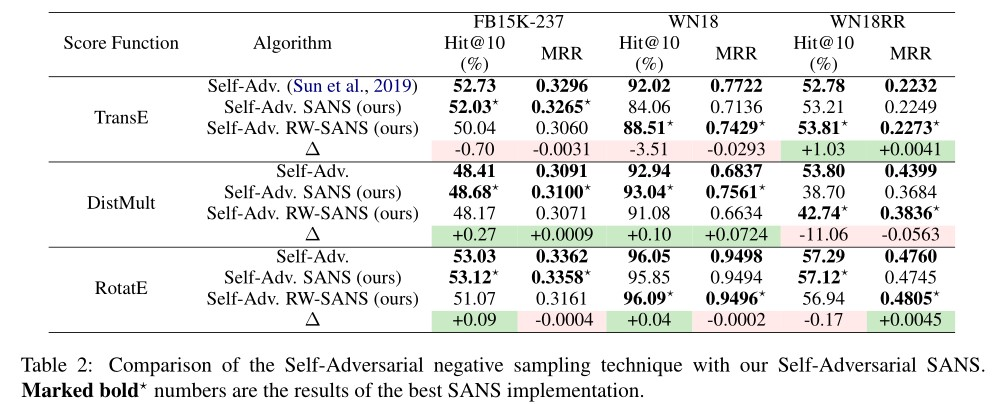 FB15K-237 WN18 WN18RR
Score Function Algorithm Hit@10 (%) MRR Hit@10 (%) MRR Hit@10 (%) MRR
TransE
Self-Adv. (Sun et al., 2019) 52.73 0.3296 92.02 0.7722 52.78 0.2232
Self-Adv. SANS (ours) 52.03* 0.3265* 84.06 0.7136 53.21 0.2249
Self-Adv. RW-SANS (ours) 50.04 0.3060 88.51* 0.7429* 53.81* 0.2273*
Δ -0.70 -0.0031 -3.51 -0.0293 +1.03 +0.0041
DistMult
Self-Adv. 48.41 0.3091 92.94 0.6837 53.80 0.4399
Self-Adv. SANS (ours) 48.68* 0.3100* 93.04* 0.7561* 38.70 0.3684
Self-Adv. RW-SANS (ours) 48.17 0.3071 91.08 0.6634 42.74* 0.3836*
Δ +0.27 +0.0009 +0.10 +0.0724 -11.06 -0.0563
RotatE
Self-Adv. 53.03 0.3362 96.05 0.9498 57.29 0.4760
Self-Adv. SANS (ours) 53.12* 0.3358* 95.85 0.9494 57.12* 0.4745
Self-Adv. RW-SANS (ours) 51.07 0.3161 96.09* 0.9496* 56.94 0.4805*
Δ +0.09 -0.0004 +0.04 -0.0002 -0.17 +0.0045
Table 2: Comparison of the Self-Adversarial negative sampling technique with our Self-Adversarial SANS.
Marked bold* numbers are the results of the best SANS implementation.